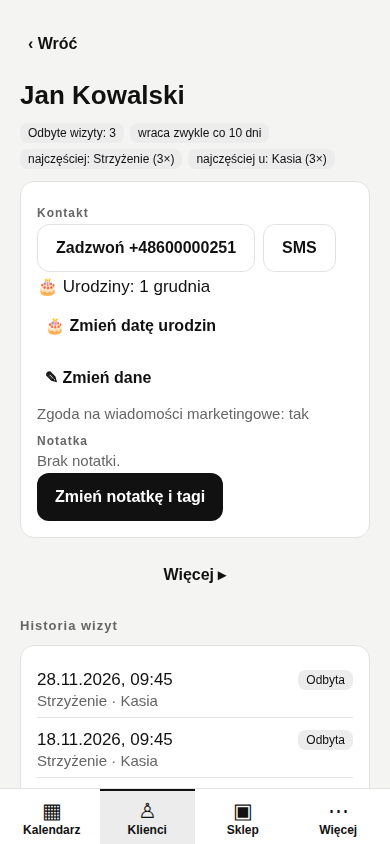 ‹ Wróć
Jan Kowalski
Odbyte wizyty: 3 wraca zwykle co 10 dni
najczęściej: Strzyżenie (3×) najczęściej u: Kasia (3×)
Kontakt
Zadzwoń +48600000251 SMS
🎂 Urodziny: 1 grudnia
🎂 Zmień datę urodzin
✎ Zmień dane
Zgoda na wiadomości marketingowe: tak
Notatka
Brak notatki.
Zmień notatkę i tagi
Więcej ▸
Historia wizyt
28.11.2026, 09:45 Odbyta
Strzyżenie · Kasia
18.11.2026, 09:45 Odbyta
Strzyżenie · Kasia
Kalendarz Klienci Sklep Więcej